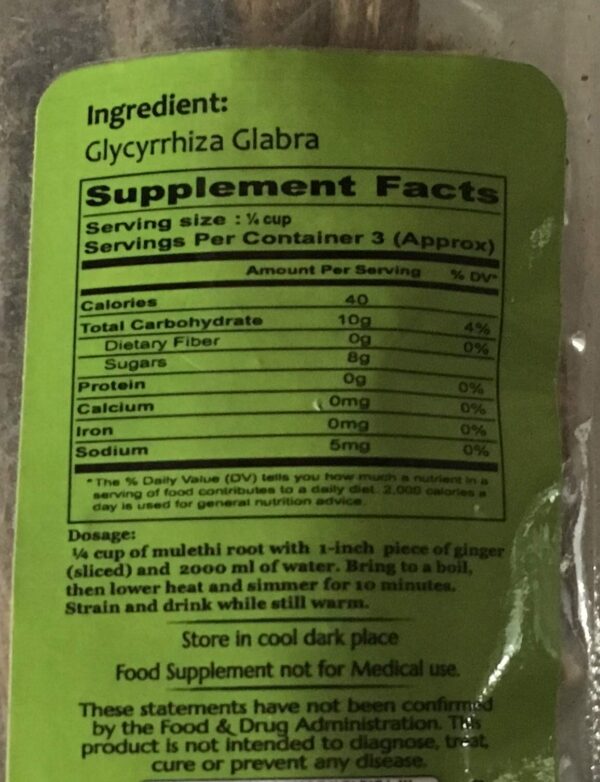 Ingredient:
Glycyrrhiza Glabra
Supplement Facts
Serving size : ¼ cup
Servings Per Container 3 (Approx)
Amount Per Serving % DV*
Calories 40
Total Carbohydrate 10g 4%
Dietary Fiber 0g 0%
Sugars 8g
Protein 0g 0%
Calcium 0mg 0%
Iron 0mg 0%
Sodium 5mg 0%
*The % Daily Value (DV) tells you how much a nutrient in a
serving of food contributes to a daily diet. 2,000 calories a
day is used for general nutrition advice.
Dosage:
¼ cup of mulethi root with 1-inch piece of ginger
(sliced) and 2000 ml of water. Bring to a boil,
then lower heat and simmer for 10 minutes.
Strain and drink while still warm.
Store in cool dark place
Food Supplement not for Medical use.
These statements have not been confirmed
by the Food & Drug Administration. This
product is not intended to diagnose, treat,
cure or prevent any disease.